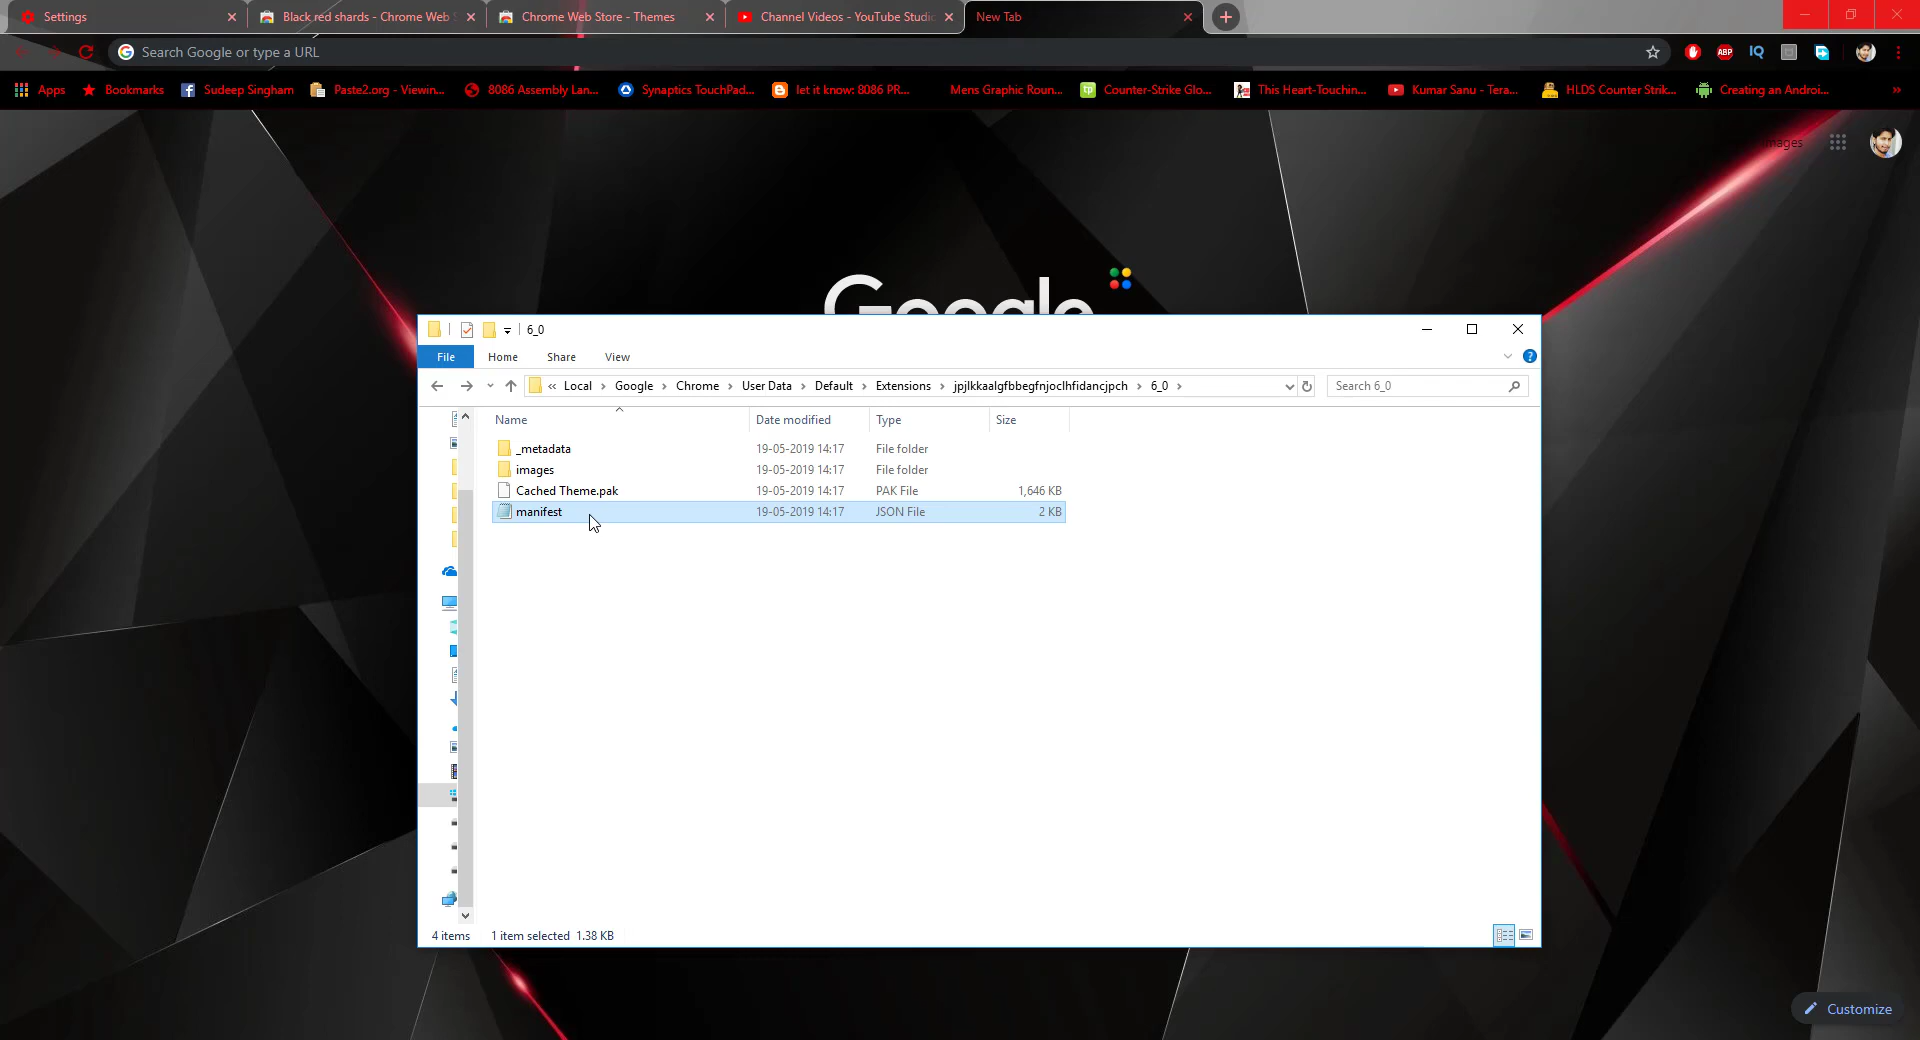 Settings
Black red shards - Chrome Web S
Chrome Web Store - Themes
Channel Videos - YouTube Studio
New Tab
Search Google or type a URL
ABP
IQ
Apps
Bookmarks
Sudeep Singham
Paste2.org - Viewin...
8086 Assembly Lan...
Synaptics TouchPad...
let it know: 8086 PR...
Mens Graphic Roun...
Counter-Strike Glo...
This Heart-Touchin...
Kumar Sanu - Tera...
HLDS Counter Strik...
Creating an Androi...
»
Images
Google
6_0
File Home Share View
« Local > Google > Chrome > User Data > Default > Extensions > jpjlkkaalgfbbegfnjoclhfidancjpch > 6_0 >
Search 6_0
Name Date modified Type Size
_metadata 19-05-2019 14:17 File folder
images 19-05-2019 14:17 File folder
Cached Theme.pak 19-05-2019 14:17 PAK File 1,646 KB
manifest 19-05-2019 14:17 JSON File 2 KB
4 items 1 item selected 1.38 KB
Customize